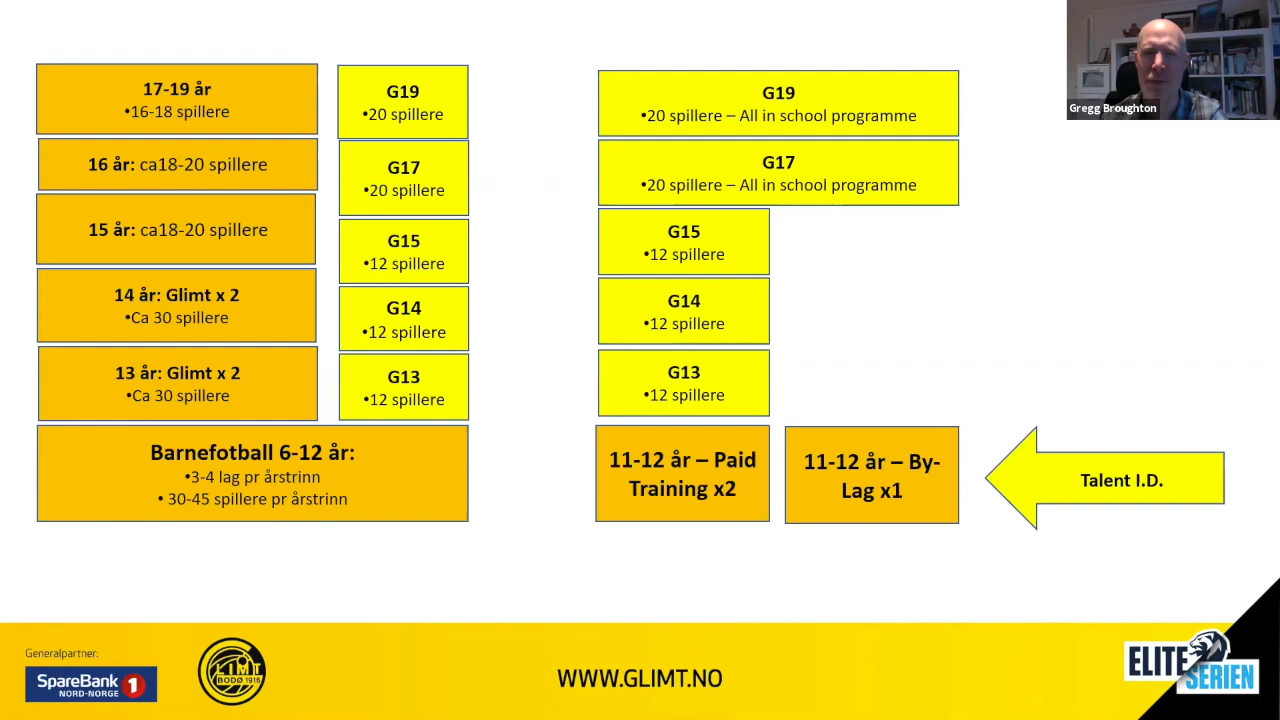 17-19 år
•16-18 spillere
16 år: ca18-20 spillere
15 år: ca18-20 spillere
14 år: Glimt x 2
•Ca 30 spillere
13 år: Glimt x 2
•Ca 30 spillere
G19
•20 spillere
G17
•20 spillere
G15
•12 spillere
G14
•12 spillere
G13
•12 spillere
Barnefotball 6-12 år:
•3-4 lag pr årstrinn
• 30-45 spillere pr årstrinn
G19
•20 spillere – All in school programme
G17
•20 spillere – All in school programme
G15
•12 spillere
G14
•12 spillere
G13
•12 spillere
11-12 år – Paid
Training x2
11-12 år – By-
Lag x1
Talent I.D.
Gregg Broughton
Generalpartner:
SpareBank 1
NORD-NORGE
GLIMT
BODØ 1916
WWW.GLIMT.NO
ELITE
SERIEN